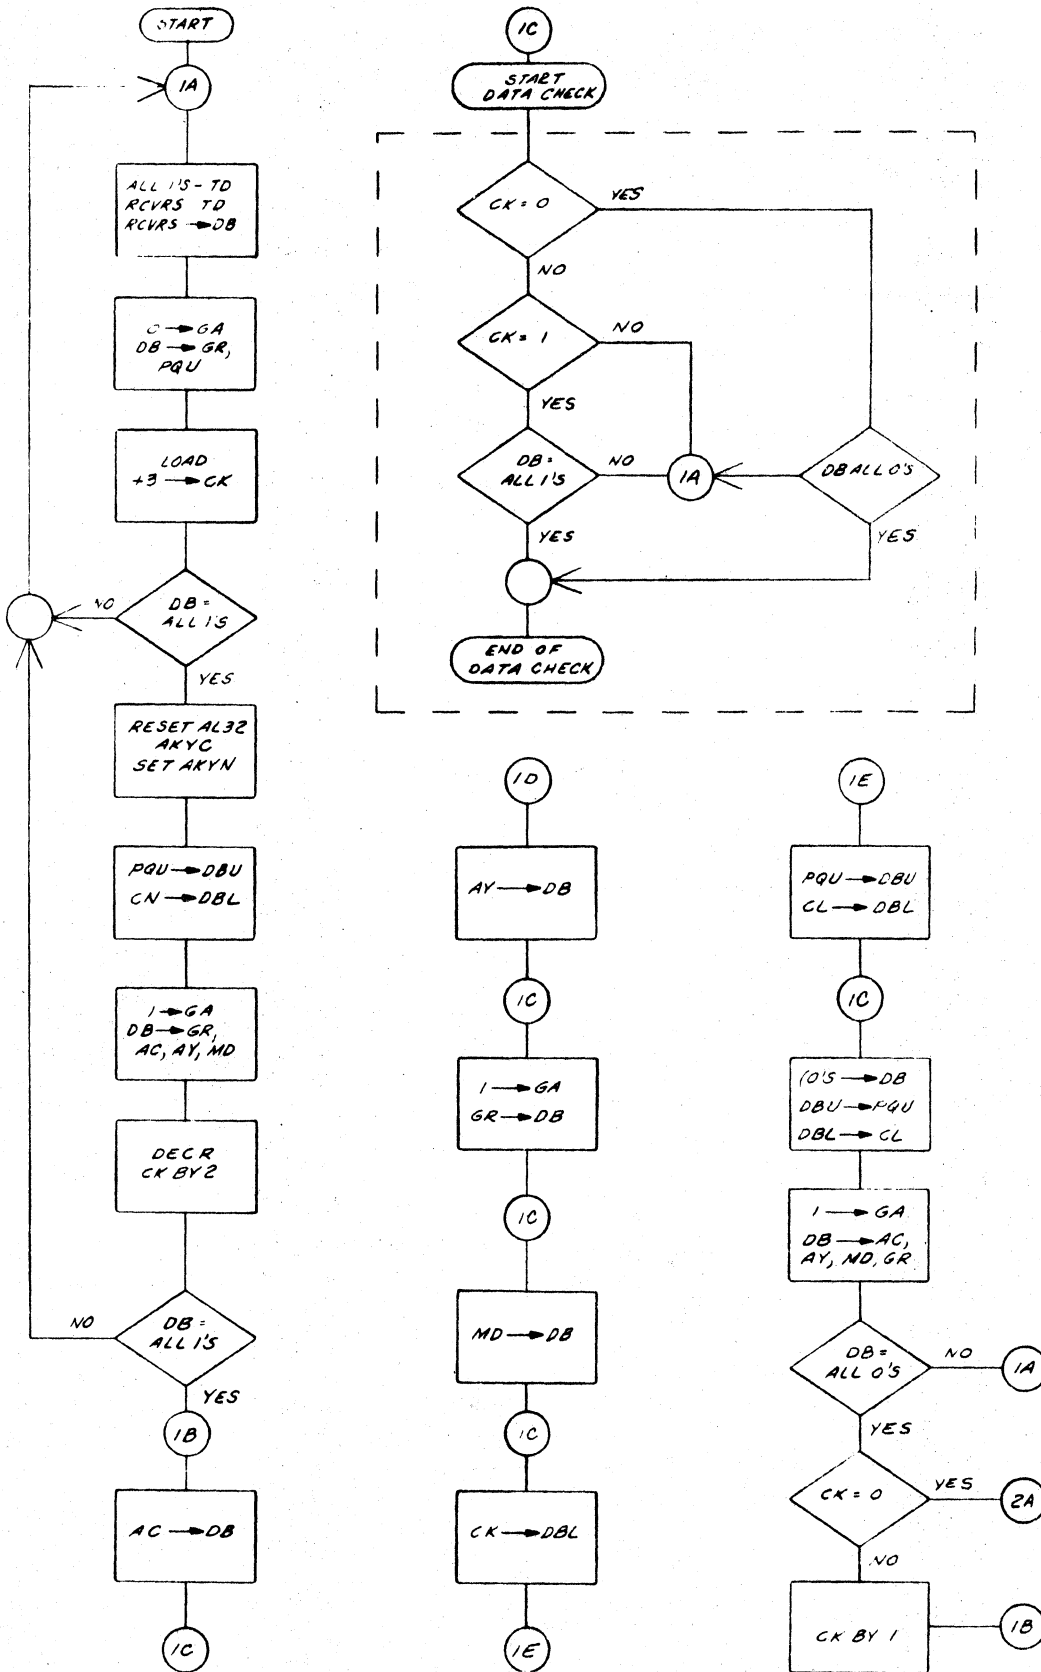 START
1A
ALL 1'S - TD
RCVRS TD
RCVRS → DB
0 → GA
DB → GR,
PQU
LOAD
+3 → CK
DB =
ALL 1'S
NO
YES
RESET AL32
AKYC
SET AKYN
PQU → DBU
CN → DBL
1 → GA
DB → GR,
AC, AY, MD
DECR
CK BY 2
DB =
ALL 1'S
NO
YES
1B
AC → DB
1C
1C
START
DATA CHECK
CK = 0
YES
NO
CK = 1
NO
YES
DB =
ALL 1'S
NO
1A
DB ALL 0'S
YES
YES
END OF
DATA CHECK
1D
AY → DB
1C
1 → GA
GR → DB
1C
MD → DB
1C
CK → DBL
1E
1E
PQU → DBU
CL → DBL
1C
(0'S → DB
DBU → PQU
DBL → CL
1 → GA
DB → AC,
AY, MD, GR
DB =
ALL 0'S
NO
1A
YES
CK = 0
YES
2A
NO
CK BY 1
1B